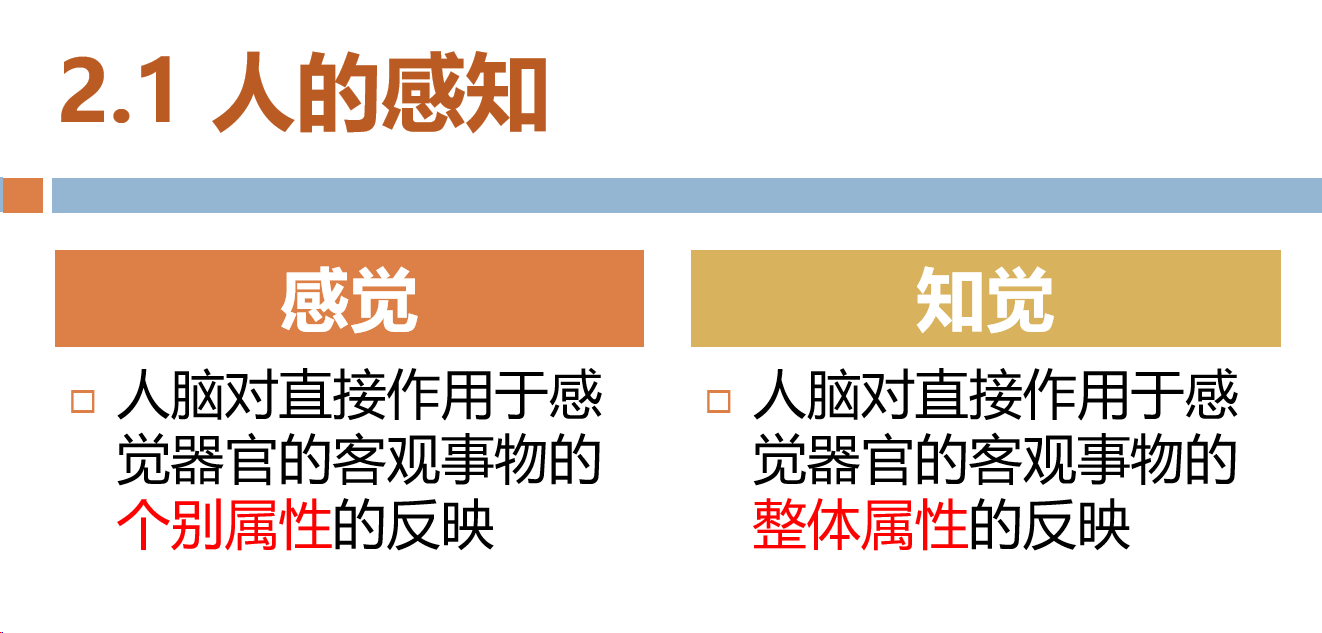 2.1 人的感知
感觉
人脑对直接作用于感
觉器官的客观事物的
个别属性的反映
知觉
人脑对直接作用于感
觉器官的客观事物的
整体属性的反映